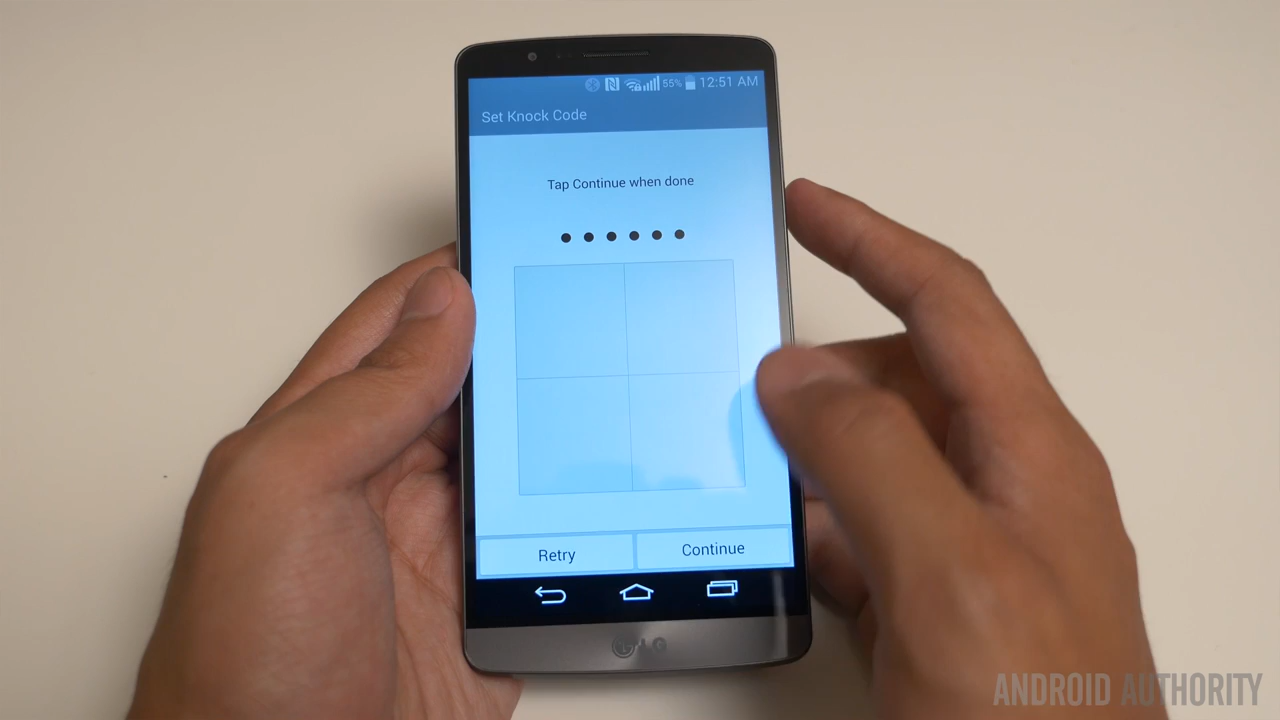 55% 12:51 AM
Set Knock Code
Tap Continue when done
Retry Continue
LG
ANDROID AUTHORITY